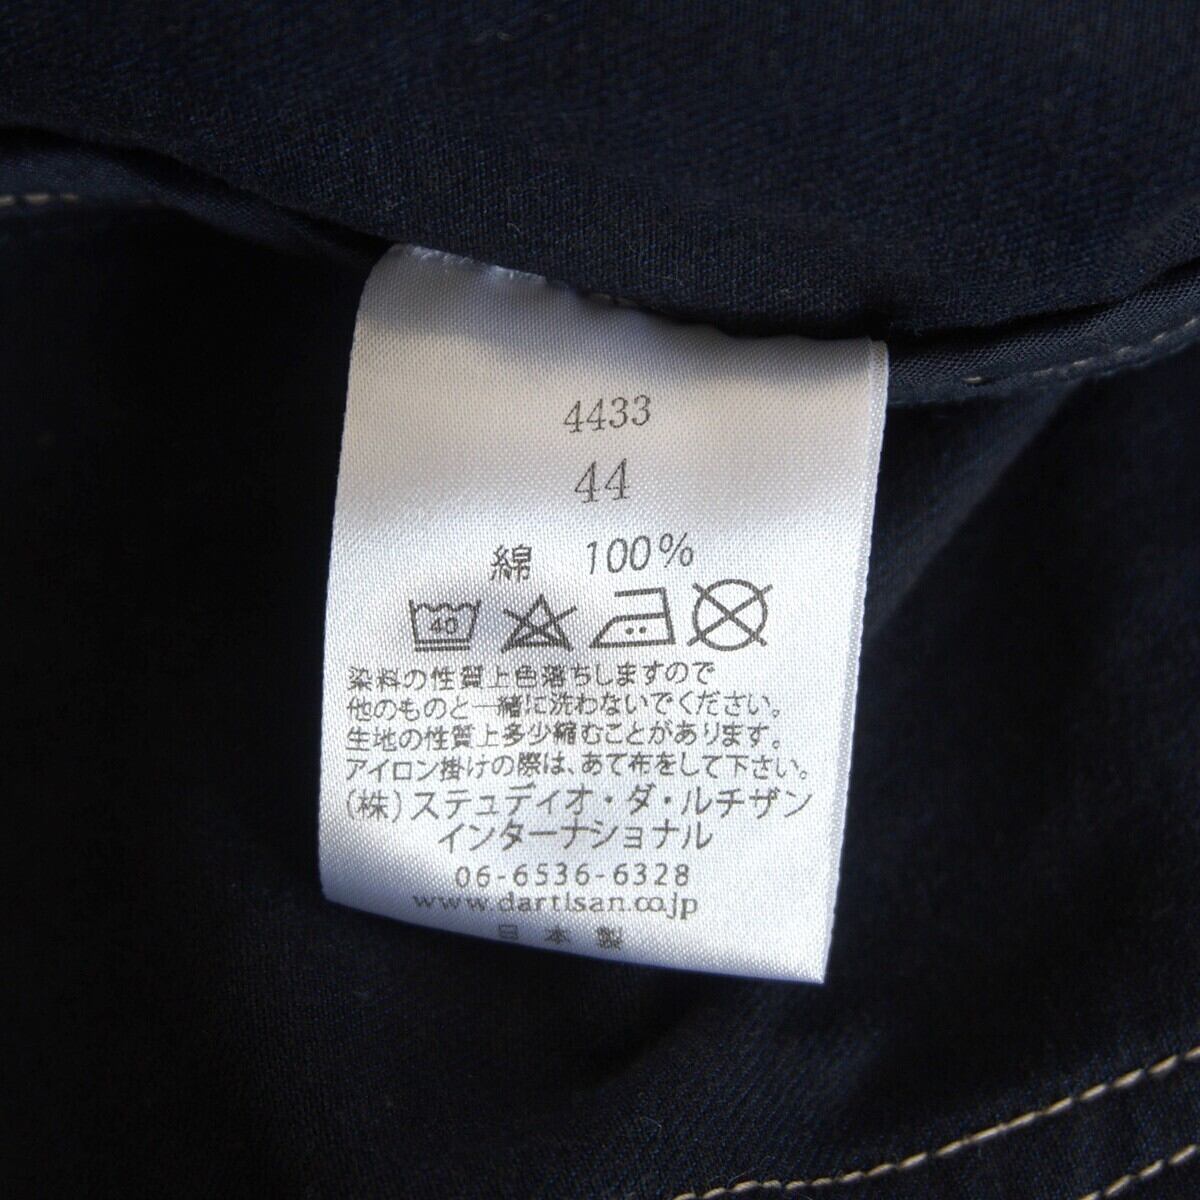 4433
44
綿 100%
40
染料の性質上色落ちしますので
他のものと一緒に洗わないでください。
生地の性質上多少縮むことがあります。
アイロン掛けの際は、あて布をして下さい。
(株)ステュディオ・ダ・ルチザン
インターナショナル
06-6536-6328
www.dartisan.co.jp
日本製